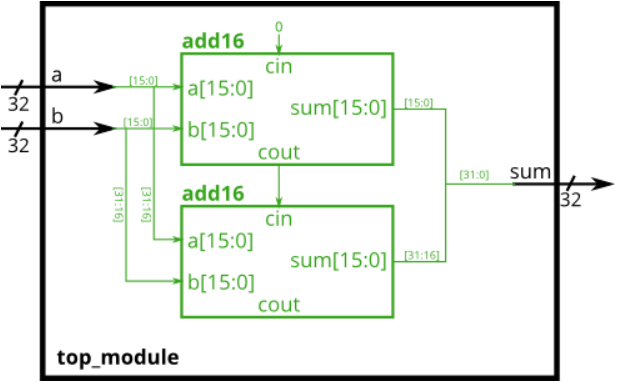 add16
0
cin
a
[15:0]
a[15:0]
32
sum[15:0]
[15:0]
b
[15:0]
b[15:0]
32
cout
[31:0]
sum
32
add16
[31:16]
[31:16]
cin
a[15:0]
sum[15:0]
[31:16]
b[15:0]
cout
top_module